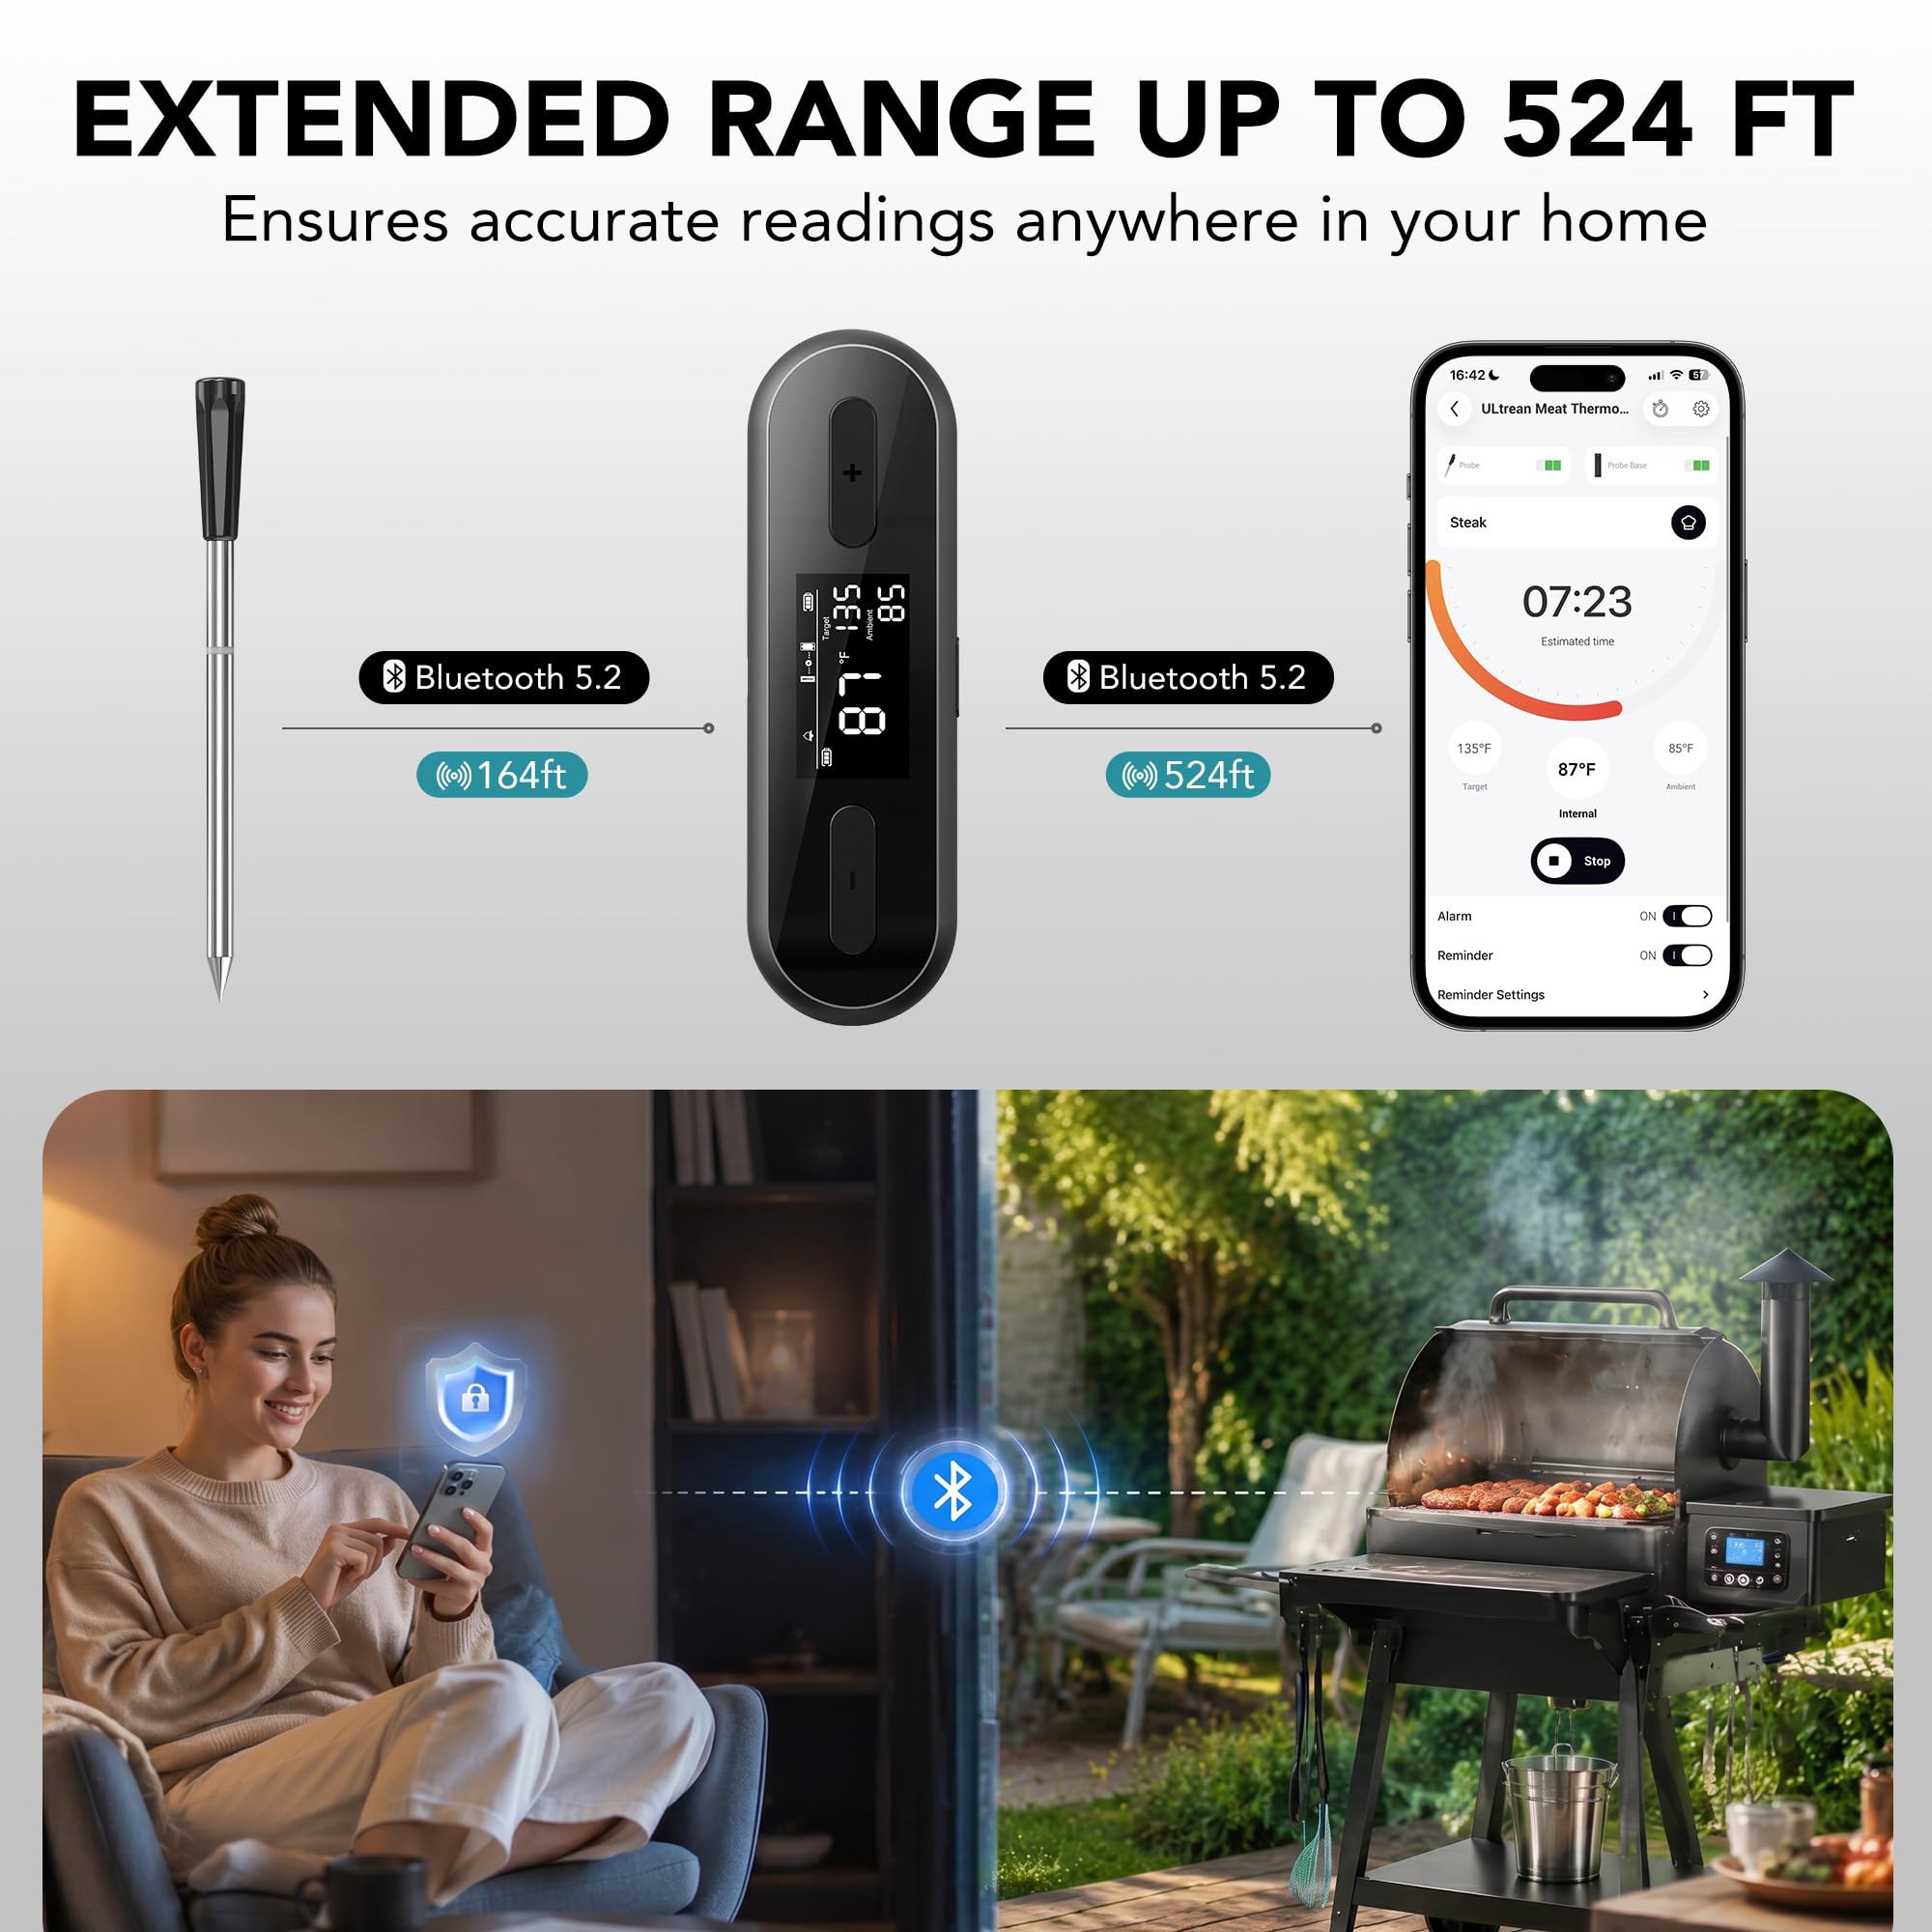 EXTENDED RANGE UP TO 524 FT
Ensures accurate readings anywhere in your home
Bluetooth 5.2
164ft
+
Target
135
87 °F
Ambient
85
-
Bluetooth 5.2
524ft
16:42
57
ULtrean Meat Thermo...
Probe
Probe Base
Steak
07:23
Estimated time
135°F
Target
87°F
Internal
85°F
Ambient
Stop
Alarm
ON
Reminder
ON
Reminder Settings